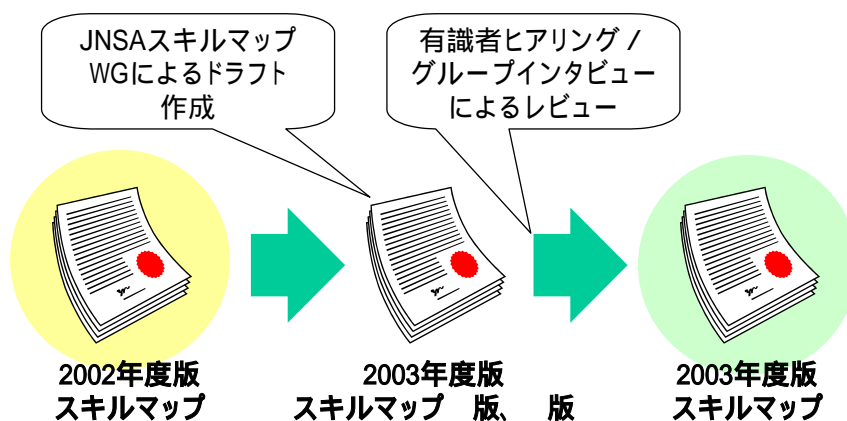 JNSAスキルマップ
WGによるドラフト
作成
有識者ヒアリング /
グループインタビュー
によるレビュー
2002年度版
スキルマップ
2003年度版
スキルマップ　版、　版
2003年度版
スキルマップ